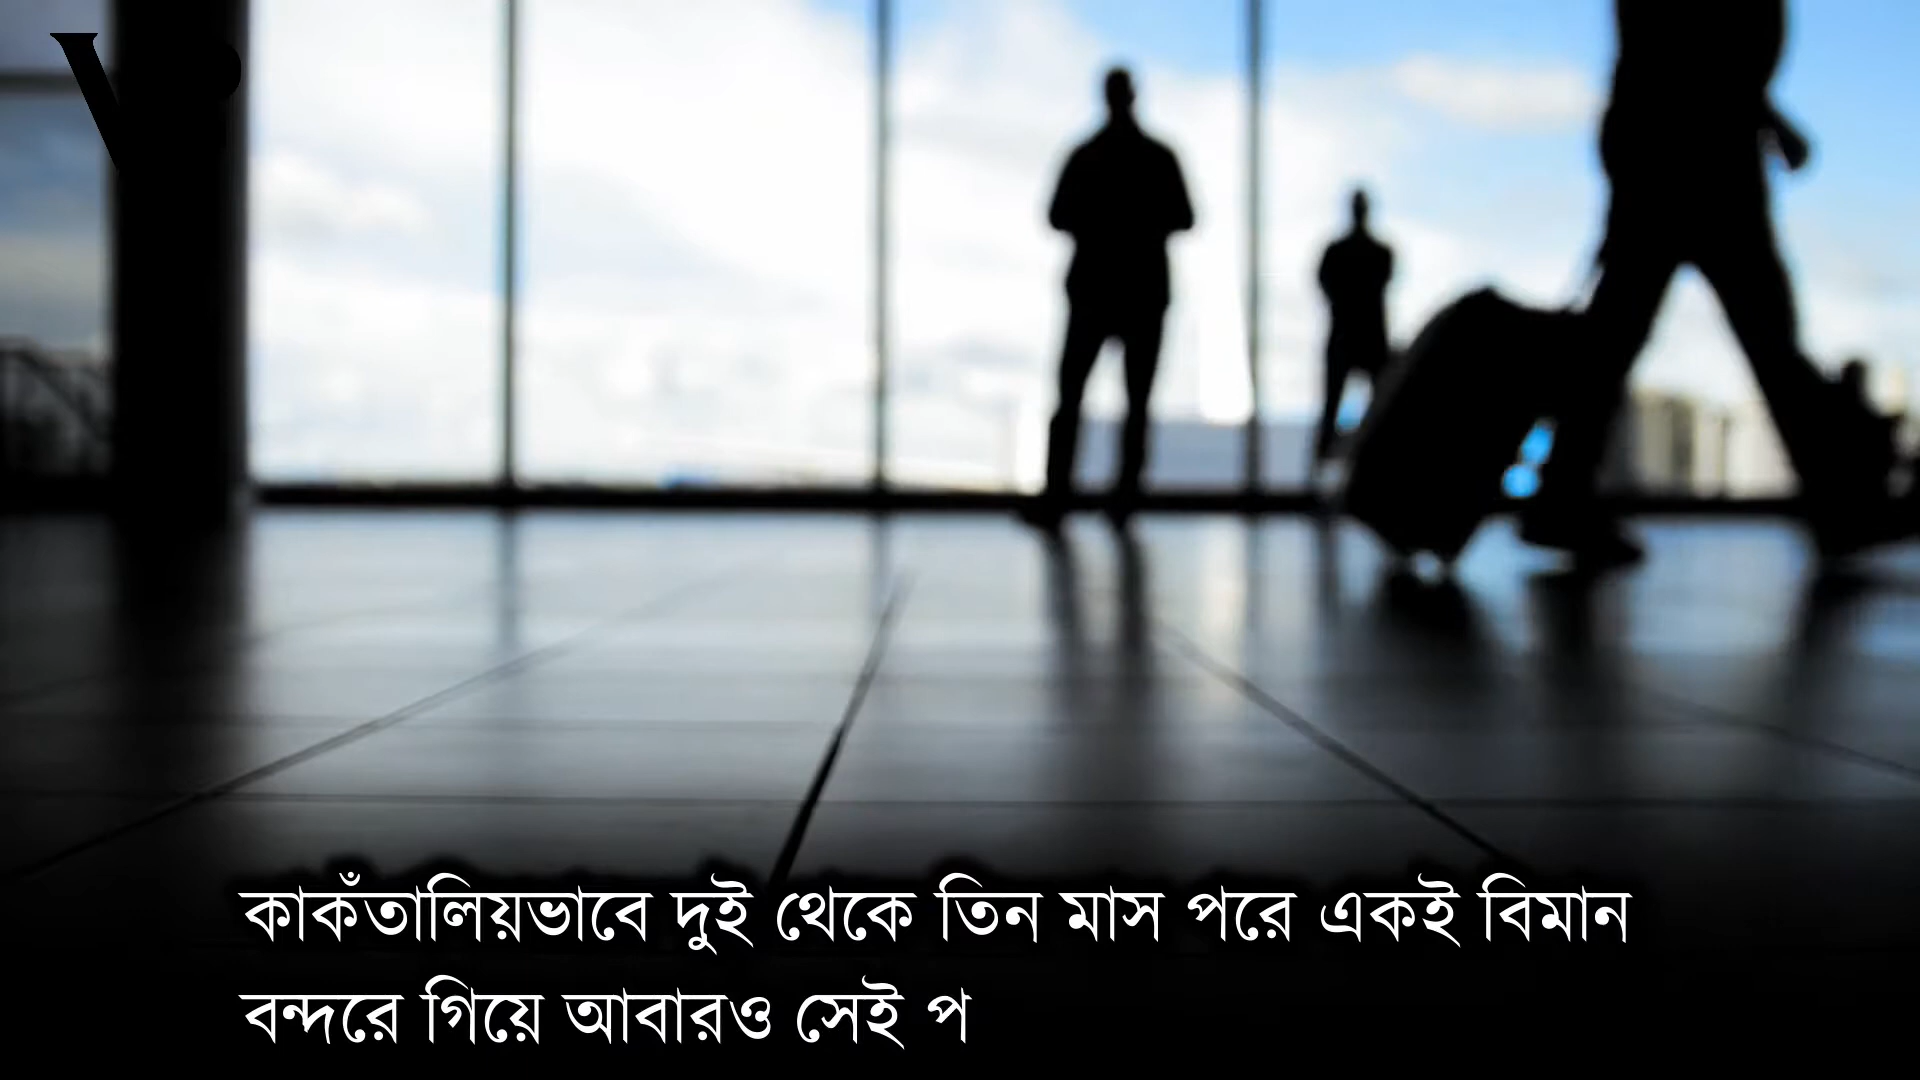 কাকঁতালিয়ভাবে দুই থেকে তিন মাস পরে একই বিমান
বন্দরে গিয়ে আবারও সেই প